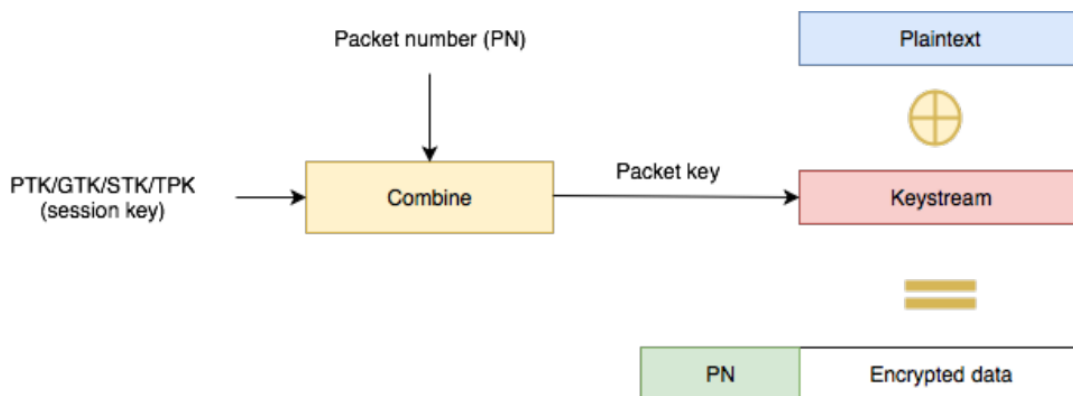 Packet number (PN)
Plaintext
PTK/GTK/STK/TPK
(session key)
Combine
Packet key
Keystream
PN
Encrypted data